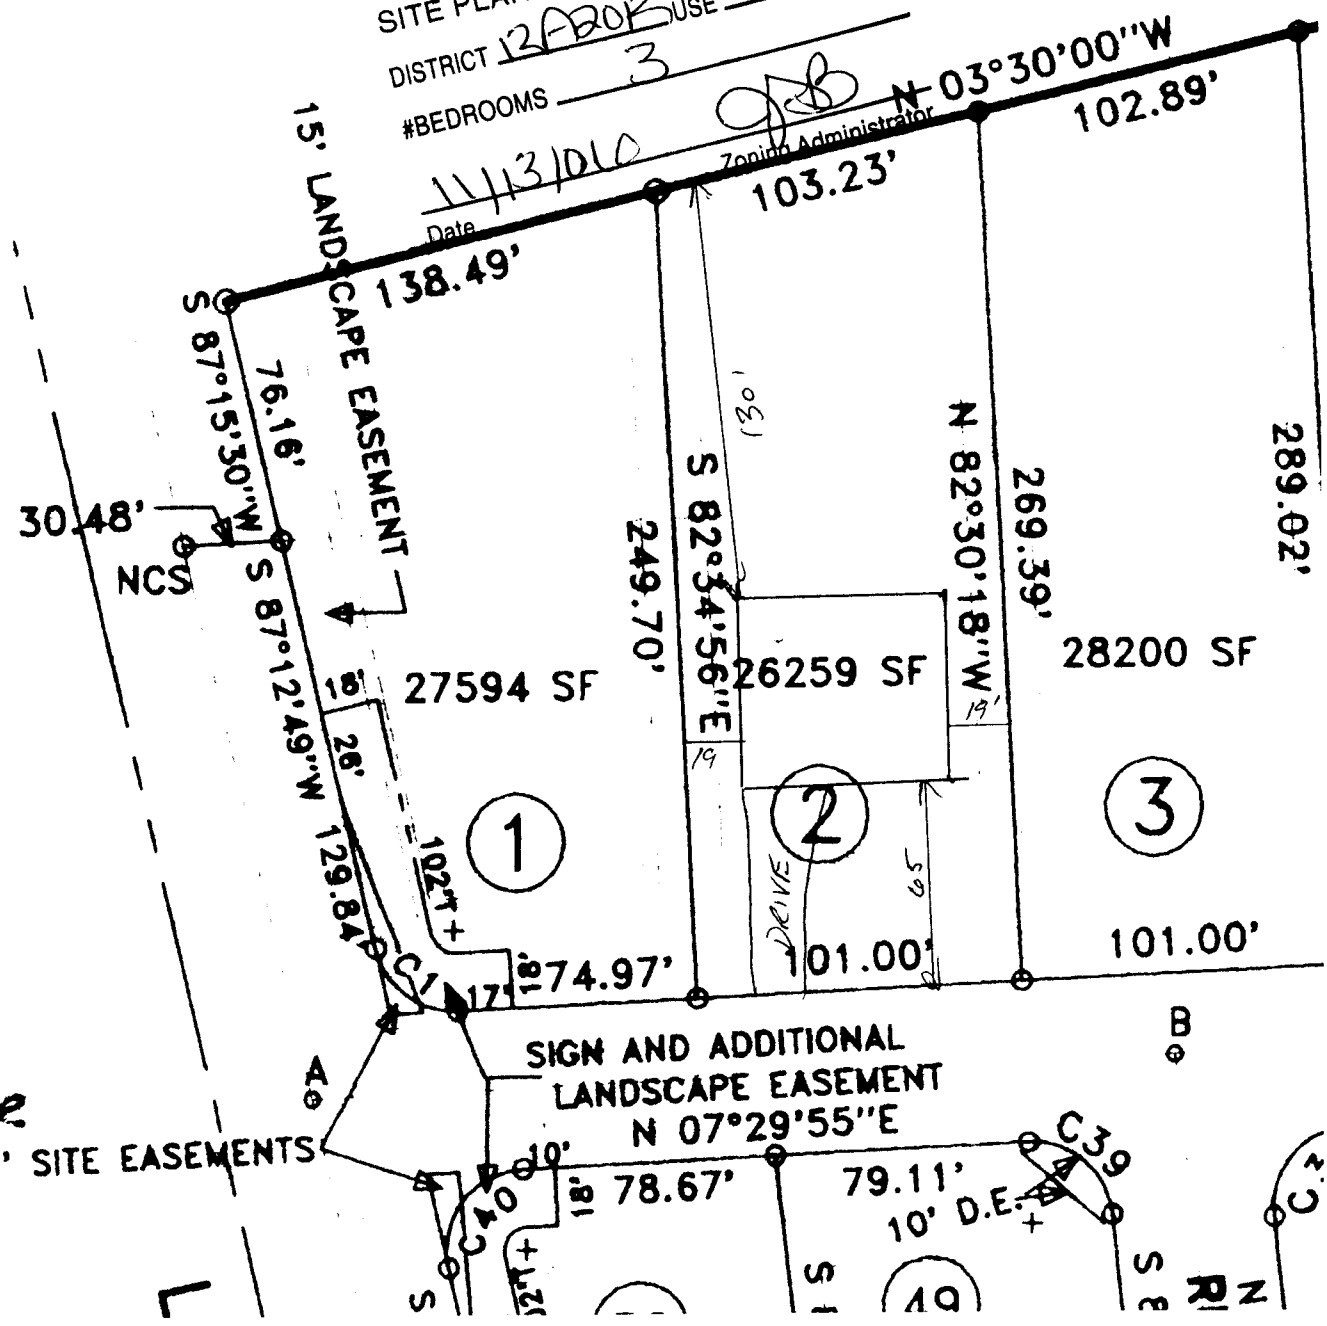 SITE PLAN
DISTRICT RA20R USE
#BEDROOMS 3
11/13/010
Date
Zoning Administrator
N 03°30'00"W
102.89'
103.23'
138.49'
15' LANDSCAPE EASEMENT
S 87°15'30"W
76.16'
30.48'
NCS
S 87°12'49"W 129.84'
18'
26'
27594 SF
249.70'
S 82°34'56"E
130'
N 82°30'18"W
269.39'
289.02'
26259 SF
28200 SF
19
19'
1
2
3
102'±
DRIVE
65
C1
17'
18'
74.97'
101.00'
101.00'
SIGN AND ADDITIONAL
LANDSCAPE EASEMENT
A
B
' SITE EASEMENTS
N 07°29'55"E
10'
18'
78.67'
79.11'
C39
C40
10' D.E.
49
S
S 8
S 8
N